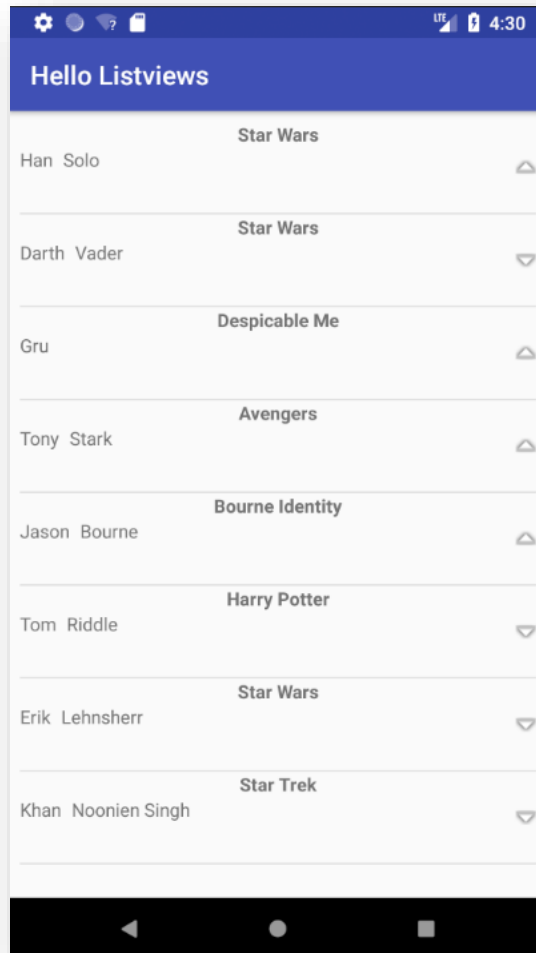 LTE 4:30
Hello Listviews
Star Wars
Han Solo
Star Wars
Darth Vader
Despicable Me
Gru
Avengers
Tony Stark
Bourne Identity
Jason Bourne
Harry Potter
Tom Riddle
Star Wars
Erik Lehnsherr
Star Trek
Khan Noonien Singh